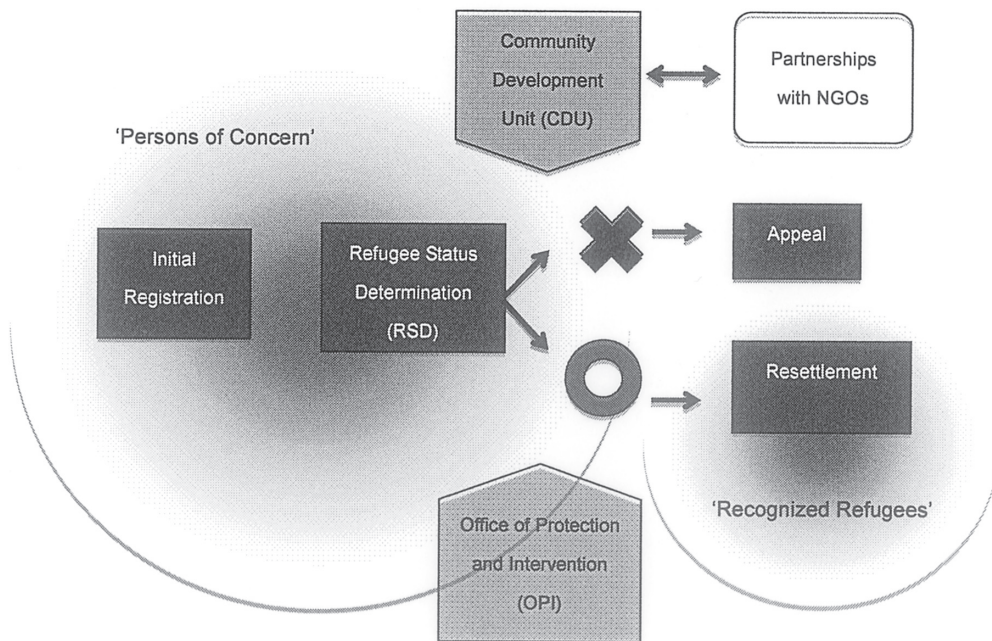 Community
Development
Unit (CDU)
Partnerships
with NGOs
'Persons of Concern'
Initial
Registration
Refugee Status
Determination
(RSD)
Appeal
Resettlement
'Recognized Refugees'
Office of Protection
and Intervention
(OPI)